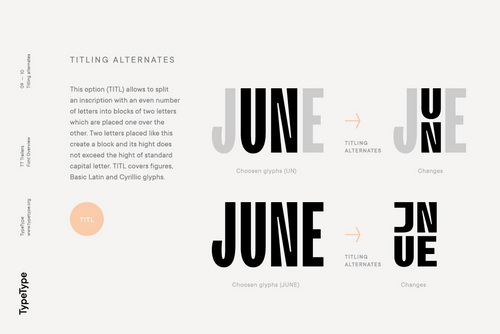 TITLING ALTERNATES
This option (TITL) allows to split
an inscription with an even number
of letters into blocks of two letters
which are placed one over the
other. Two letters placed like this
create a block and its hight does
not exceed the hight of standard
capital letter. TITL covers figures,
Basic Latin and Cyrillic glyphs.
TITL
JUNE
TITLING
ALTERNATES
JUNE
Choosen glyphs (UN)
Changes
JUNE
TITLING
ALTERNATES
JN
UE
Choosen glyphs (JUNE)
Changes
09 — 10
Titling alternates
TT Trailers
Font Overview
TypeType
www.typetype.org
TypeType